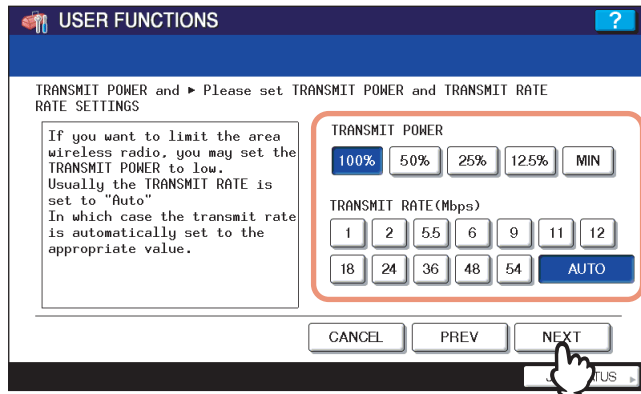 USER FUNCTIONS
?
TRANSMIT POWER and ► Please set TRANSMIT POWER and TRANSMIT RATE
RATE SETTINGS
If you want to limit the area
wireless radio, you may set the
TRANSMIT POWER to low.
Usually the TRANSMIT RATE is
set to "Auto"
In which case the transmit rate
is automatically set to the
appropriate value.
TRANSMIT POWER
100% 50% 25% 12.5% MIN
TRANSMIT RATE(Mbps)
1 2 5.5 6 9 11 12
18 24 36 48 54 AUTO
CANCEL PREV NEXT